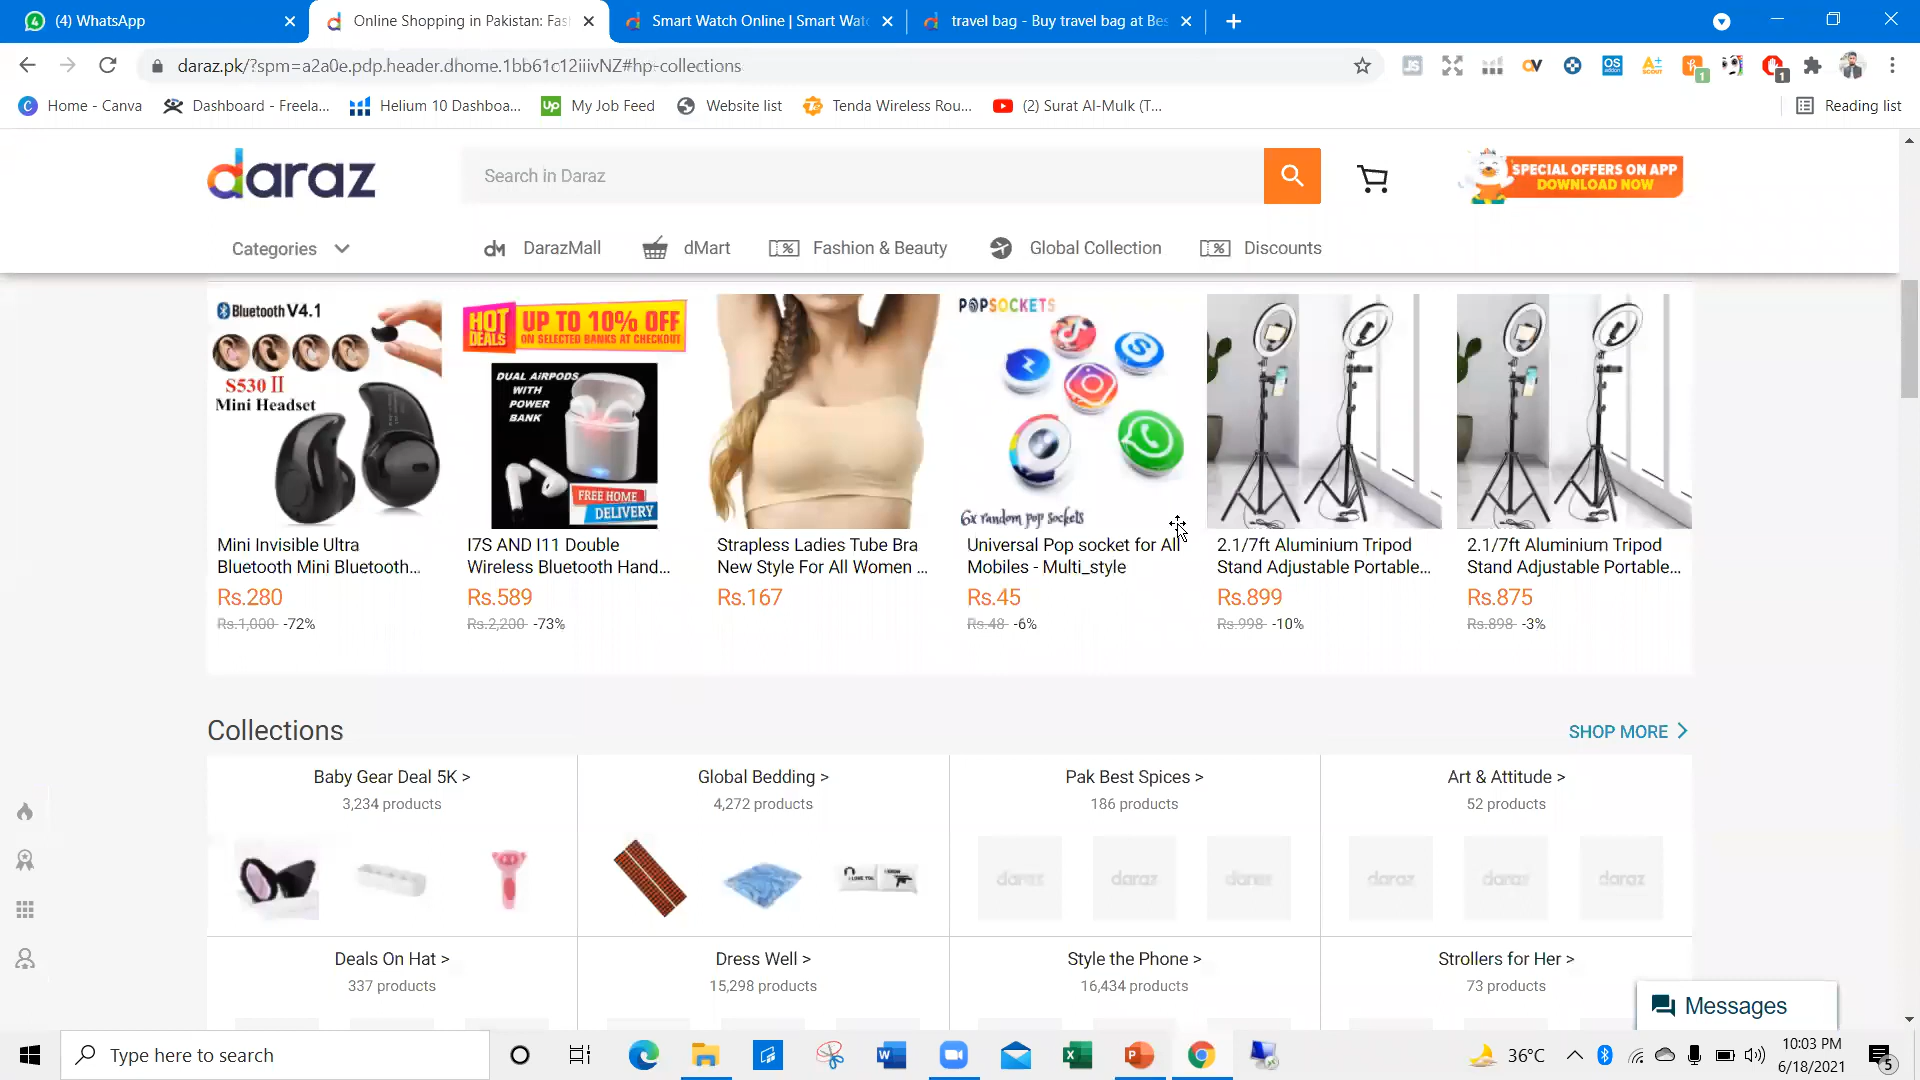 (4) WhatsApp
Online Shopping in Pakistan: Fas
Smart Watch Online | Smart Wat
travel bag - Buy travel bag at Bes
daraz.pk/?spm=a2a0e.pdp.header.dhome.1bb61c12iiivNZ#hp-collections
Home - Canva
Dashboard - Freela...
Helium 10 Dashboa...
My Job Feed
Website list
Tenda Wireless Rou...
(2) Surat Al-Mulk (T...
Reading list
daraz
Search in Daraz
SPECIAL OFFERS ON APP
DOWNLOAD NOW
Categories
DarazMall
dMart
Fashion & Beauty
Global Collection
Discounts
Bluetooth V4.1
S530 II
Mini Headset
HOT DEALS
UP TO 10% OFF
ON SELECTED BANKS AT CHECKOUT
DUAL AiRPODS
WITH
POWER
BANK
FREE HOME
DELIVERY
POPSOCKETS
6x random pop sockets
Mini Invisible Ultra
Bluetooth Mini Bluetooth...
Rs.280
Rs.1,000 -72%
I7S AND I11 Double
Wireless Bluetooth Hand...
Rs.589
Rs.2,200 -73%
Strapless Ladies Tube Bra
New Style For All Women ...
Rs.167
Universal Pop socket for All
Mobiles - Multi_style
Rs.45
Rs.48 -6%
2.1/7ft Aluminium Tripod
Stand Adjustable Portable...
Rs.899
Rs.998 -10%
2.1/7ft Aluminium Tripod
Stand Adjustable Portable...
Rs.875
Rs.898 -3%
Collections
SHOP MORE
Baby Gear Deal 5K >
3,234 products
Global Bedding >
4,272 products
Pak Best Spices >
186 products
Art & Attitude >
52 products
daraz
daraz
daraz
daraz
daraz
daraz
Deals On Hat >
337 products
Dress Well >
15,298 products
Style the Phone >
16,434 products
Strollers for Her >
73 products
Messages
Type here to search
36°C
10:03 PM
6/18/2021
5